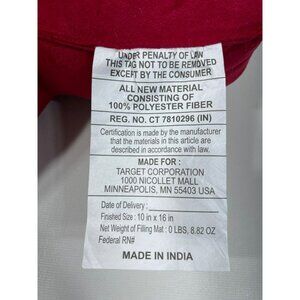 UNDER PENALTY OF LAW
THIS TAG NOT TO BE REMOVED
EXCEPT BY THE CONSUMER
ALL NEW MATERIAL
CONSISTING OF
100% POLYESTER FIBER
REG. NO. CT 7810296 (IN)
Certification is made by the manufacturer
that the materials in this article are
described in accordance with law.
MADE FOR :
TARGET CORPORATION
1000 NICOLLET MALL
MINNEAPOLIS, MN 55403 USA
Date of Delivery:
Finished Size : 10 in x 16 in
Net Weight of Filling Mat : 0 LBS, 8.82 OZ
Federal RN#
MADE IN INDIA